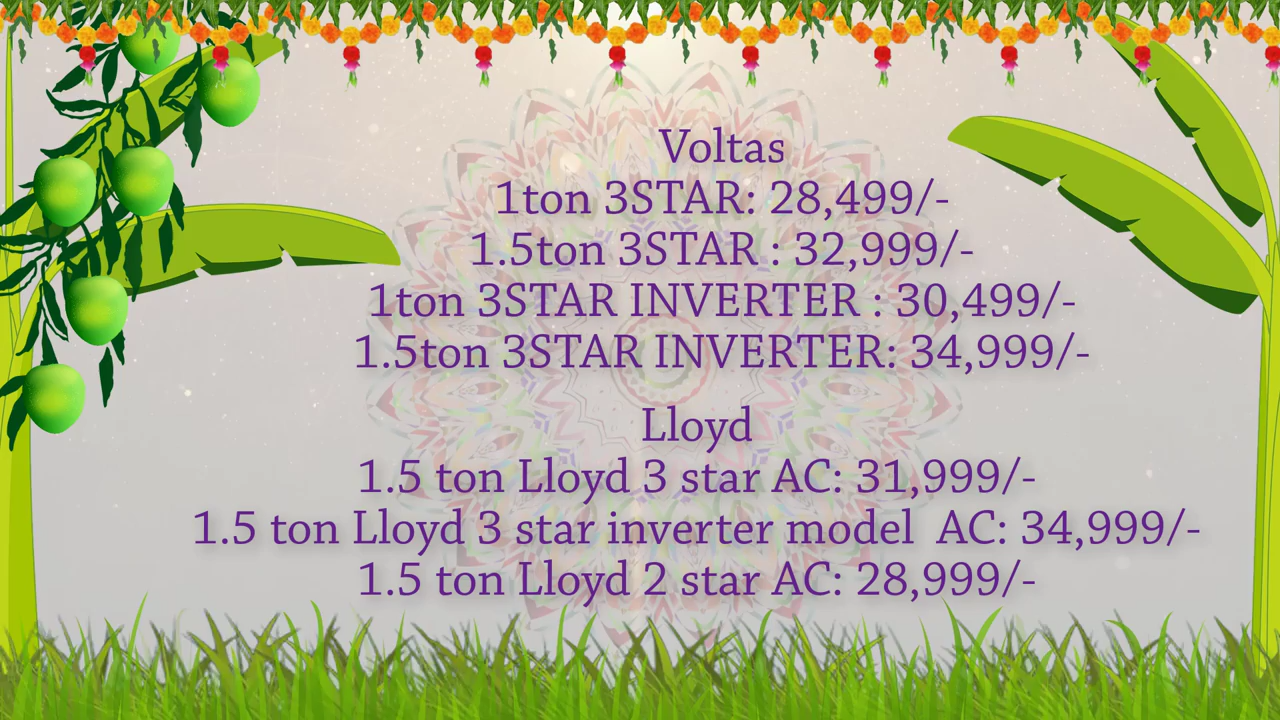 Voltas
1ton 3STAR: 28,499/-
1.5ton 3STAR : 32,999/-
1ton 3STAR INVERTER : 30,499/-
1.5ton 3STAR INVERTER: 34,999/-
Lloyd
1.5 ton Lloyd 3 star AC: 31,999/-
1.5 ton Lloyd 3 star inverter model  AC: 34,999/-
1.5 ton Lloyd 2 star AC: 28,999/-